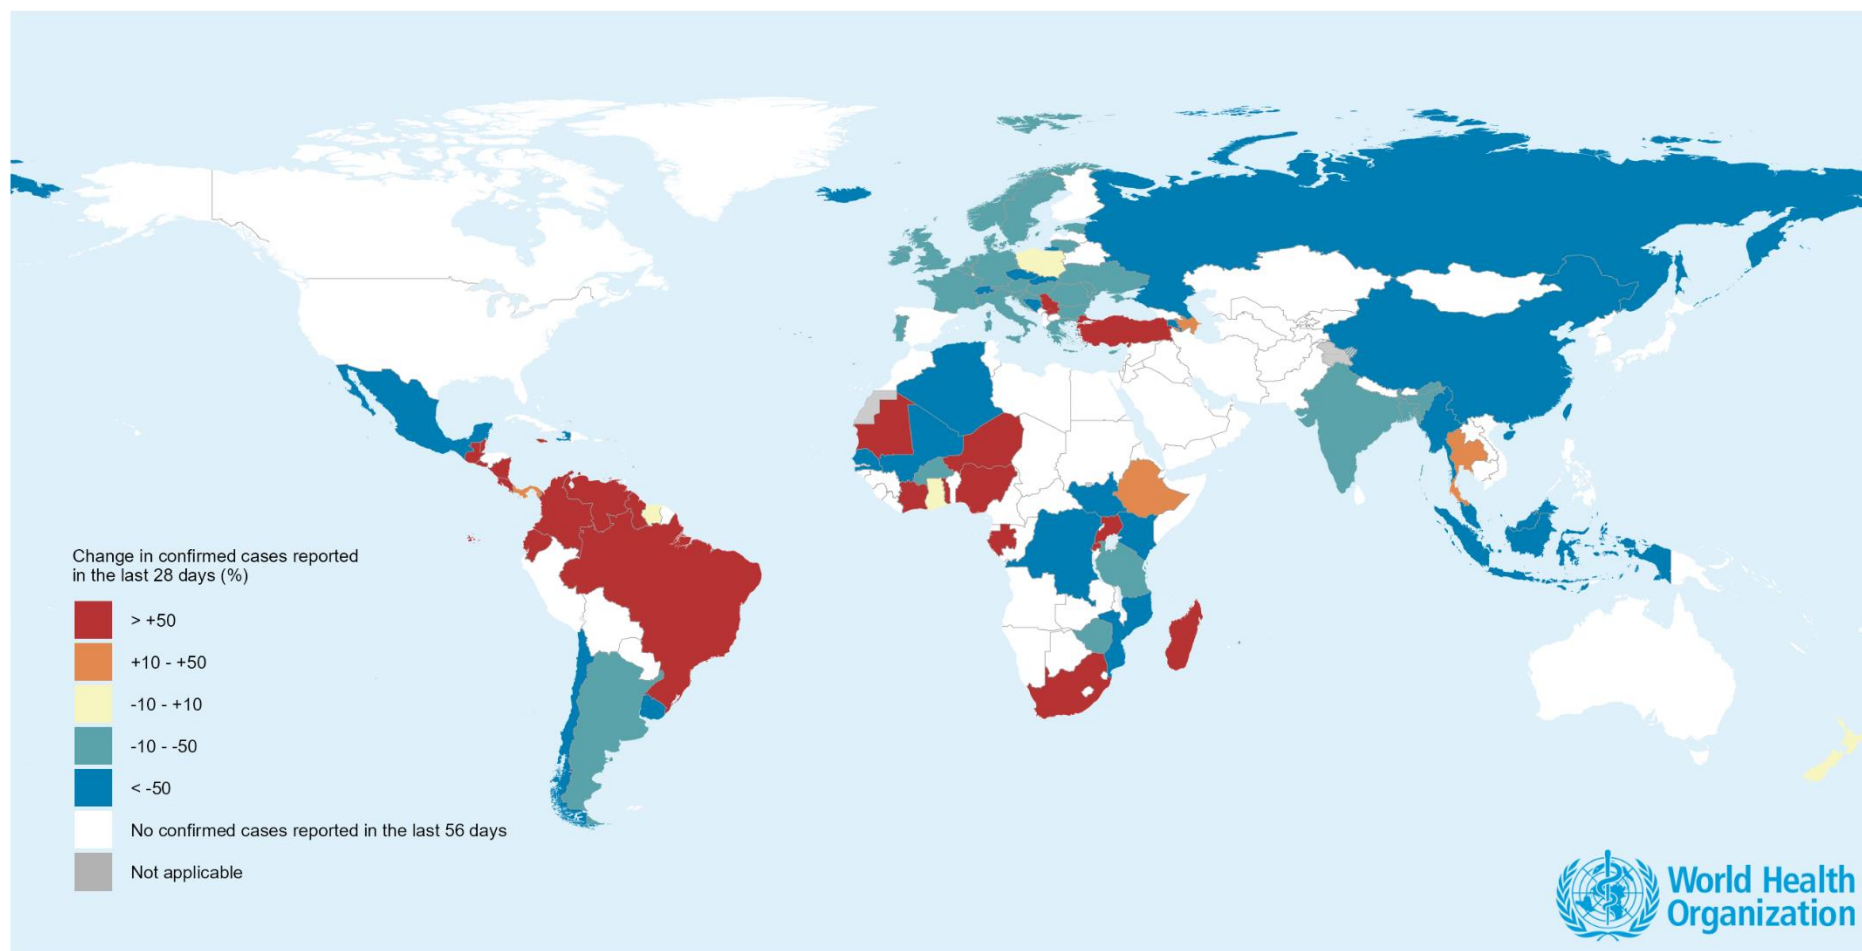 Change in confirmed cases reported
in the last 28 days (%)
> +50
+10 - +50
-10 - +10
-10 - -50
< -50
No confirmed cases reported in the last 56 days
Not applicable
World Health
Organization